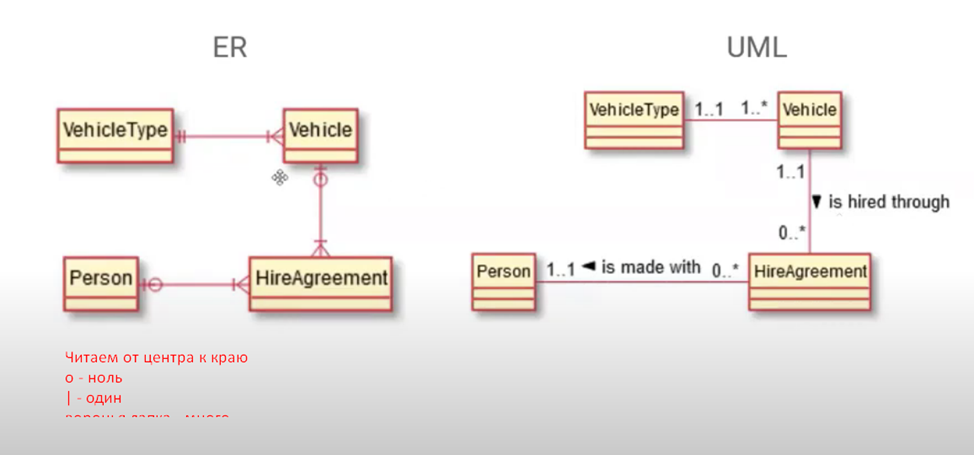 ER
UML
VehicleType
Vehicle
Person
HireAgreement
VehicleType
1..1
1..*
Vehicle
1..1
▼ is hired through
0..*
Person
1..1
◄ is made with
0..*
HireAgreement
Читаем от центра к краю
о - ноль
| - один